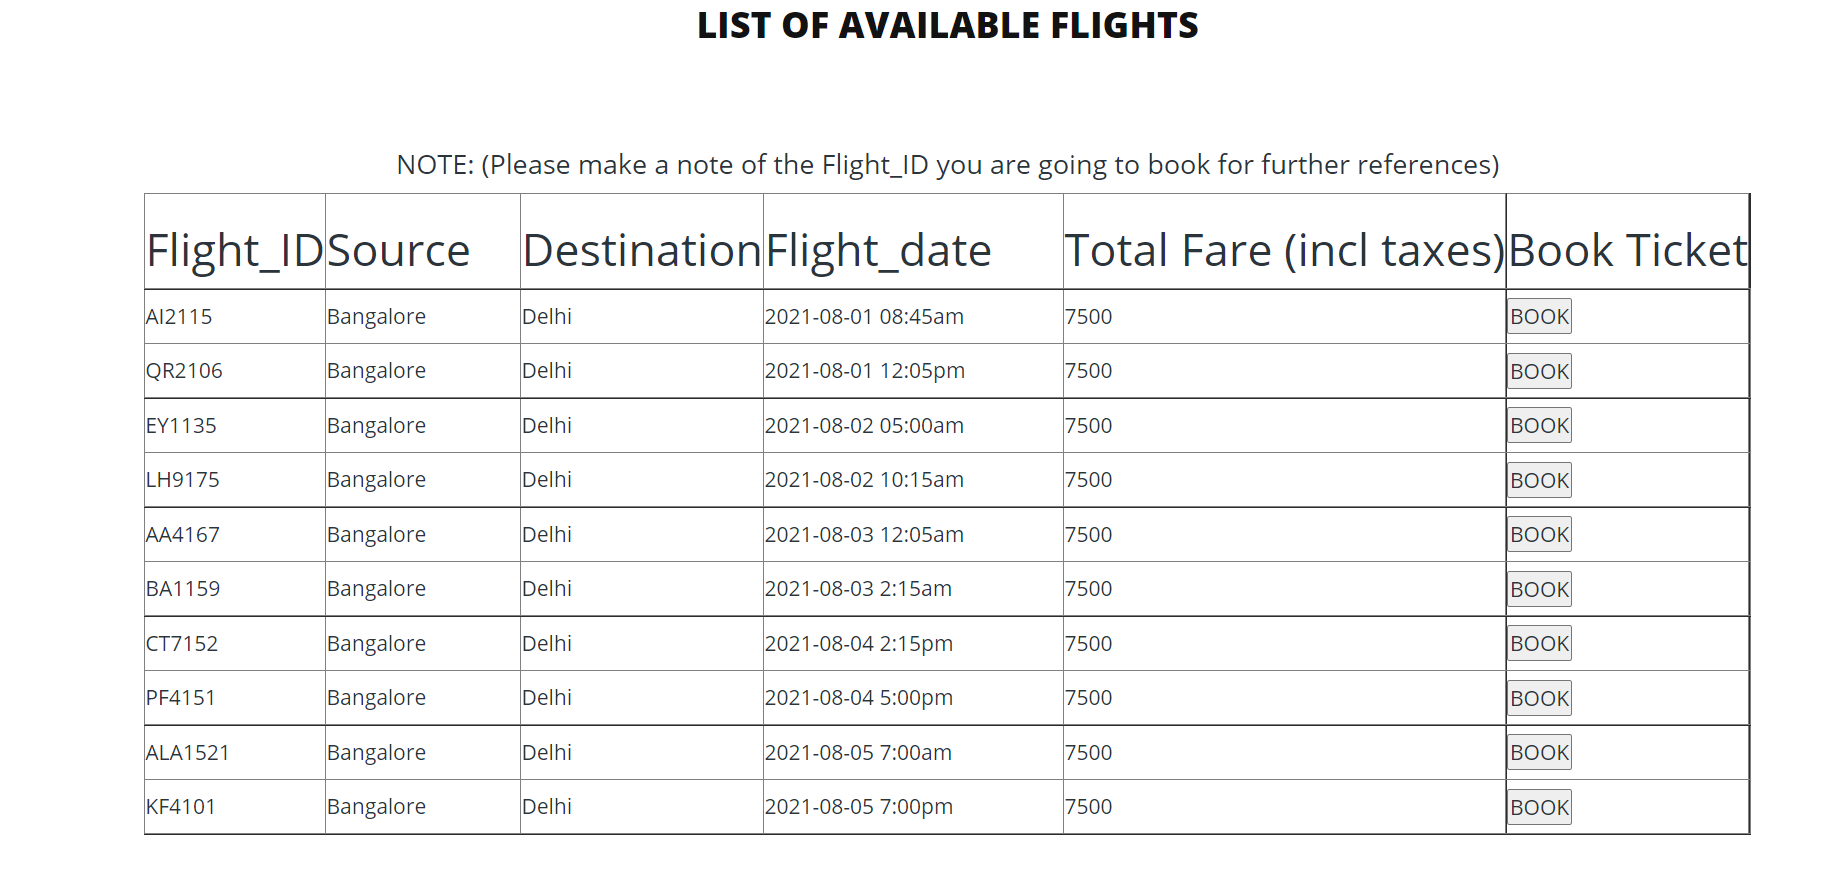 LIST OF AVAILABLE FLIGHTS
NOTE: (Please make a note of the Flight_ID you are going to book for further references)
Flight_ID Source Destination Flight_date Total Fare (incl taxes) Book Ticket
AI2115 Bangalore Delhi 2021-08-01 08:45am 7500 BOOK
QR2106 Bangalore Delhi 2021-08-01 12:05pm 7500 BOOK
EY1135 Bangalore Delhi 2021-08-02 05:00am 7500 BOOK
LH9175 Bangalore Delhi 2021-08-02 10:15am 7500 BOOK
AA4167 Bangalore Delhi 2021-08-03 12:05am 7500 BOOK
BA1159 Bangalore Delhi 2021-08-03 2:15am 7500 BOOK
CT7152 Bangalore Delhi 2021-08-04 2:15pm 7500 BOOK
PF4151 Bangalore Delhi 2021-08-04 5:00pm 7500 BOOK
ALA1521 Bangalore Delhi 2021-08-05 7:00am 7500 BOOK
KF4101 Bangalore Delhi 2021-08-05 7:00pm 7500 BOOK